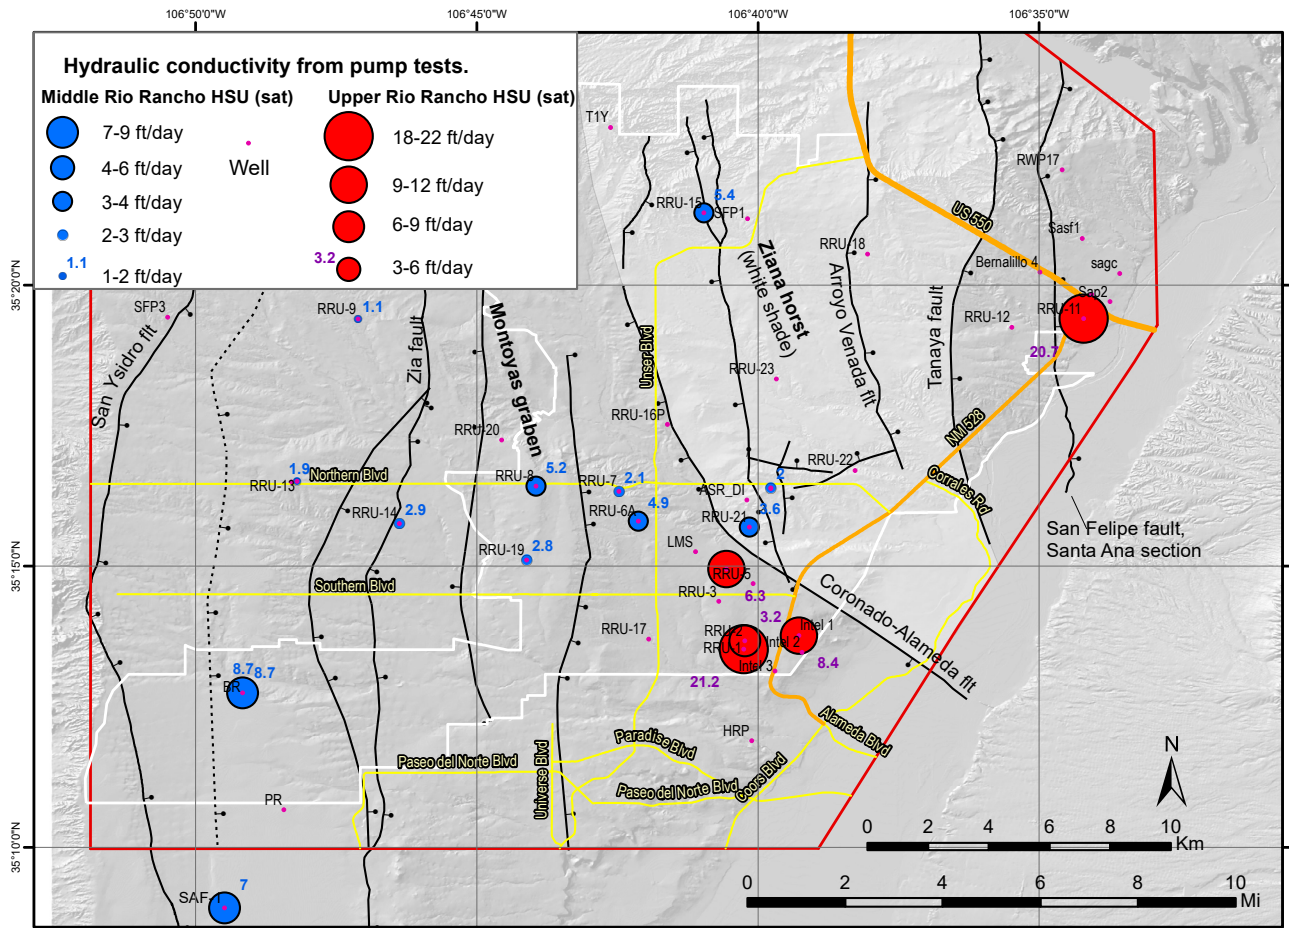 106°50'0"W
106°45'0"W
106°40'0"W
106°35'0"W
Hydraulic conductivity from pump tests.
Middle Rio Rancho HSU (sat)
Upper Rio Rancho HSU (sat)
7-9 ft/day
4-6 ft/day
3-4 ft/day
2-3 ft/day
1.1
1-2 ft/day
Well
18-22 ft/day
9-12 ft/day
6-9 ft/day
3.2
3-6 ft/day
T1Y
RWP17
RRU-15
5.4
SFP1
US 550
Sasf1
RRU-18
Bernalillo 4
sagc
Ziana horst
(white shade)
Arroyo Venada flt
Tanaya fault
35°20'0"N
SFP3
San Ysidro flt
RRU-9
1.1
Zia fault
Montoyas graben
Unser Blvd
Sap2
RRU-11
RRU-12
20.7
RRU-23
RRU-16P
NM 528
RRU-20
RRU-22
1.9
Northern Blvd
RRU-13
RRU-8
5.2
RRU-7
2.1
2
ASR_DI
Corrales Rd
RRU-14
2.9
RRU-6A
4.9
RRU-21
3.6
San Felipe fault,
Santa Ana section
RRU-19
2.8
LMS
35°15'0"N
Southern Blvd
RRU-5
6.3
RRU-3
Coronado-Alameda flt
3.2
RRU-17
RRU-2
RRU-1
Intel 1
Intel 2
Intel 3
8.4
21.2
8.7
8.7
BR
HRP
Alameda Blvd
Paradise Blvd
Paseo del Norte Blvd
Universe Blvd
Paseo del Norte Blvd
Coors Blvd
N
PR
35°10'0"N
0 2 4 6 8 10
Km
SAF-1
7
0 2 4 6 8 10
Mi